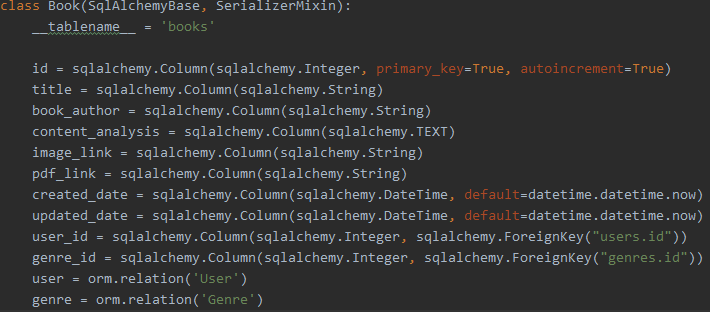 class Book(SqlAlchemyBase, SerializerMixin):
    __tablename__ = 'books'

    id = sqlalchemy.Column(sqlalchemy.Integer, primary_key=True, autoincrement=True)
    title = sqlalchemy.Column(sqlalchemy.String)
    book_author = sqlalchemy.Column(sqlalchemy.String)
    content_analysis = sqlalchemy.Column(sqlalchemy.TEXT)
    image_link = sqlalchemy.Column(sqlalchemy.String)
    pdf_link = sqlalchemy.Column(sqlalchemy.String)
    created_date = sqlalchemy.Column(sqlalchemy.DateTime, default=datetime.datetime.now)
    updated_date = sqlalchemy.Column(sqlalchemy.DateTime, default=datetime.datetime.now)
    user_id = sqlalchemy.Column(sqlalchemy.Integer, sqlalchemy.ForeignKey("users.id"))
    genre_id = sqlalchemy.Column(sqlalchemy.Integer, sqlalchemy.ForeignKey("genres.id"))
    user = orm.relation('User')
    genre = orm.relation('Genre')